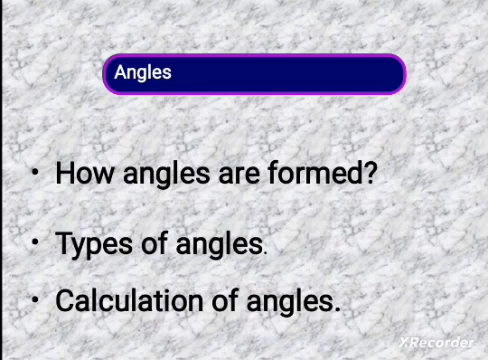 Angles
• How angles are formed?
• Types of angles.
• Calculation of angles.
XRecorder